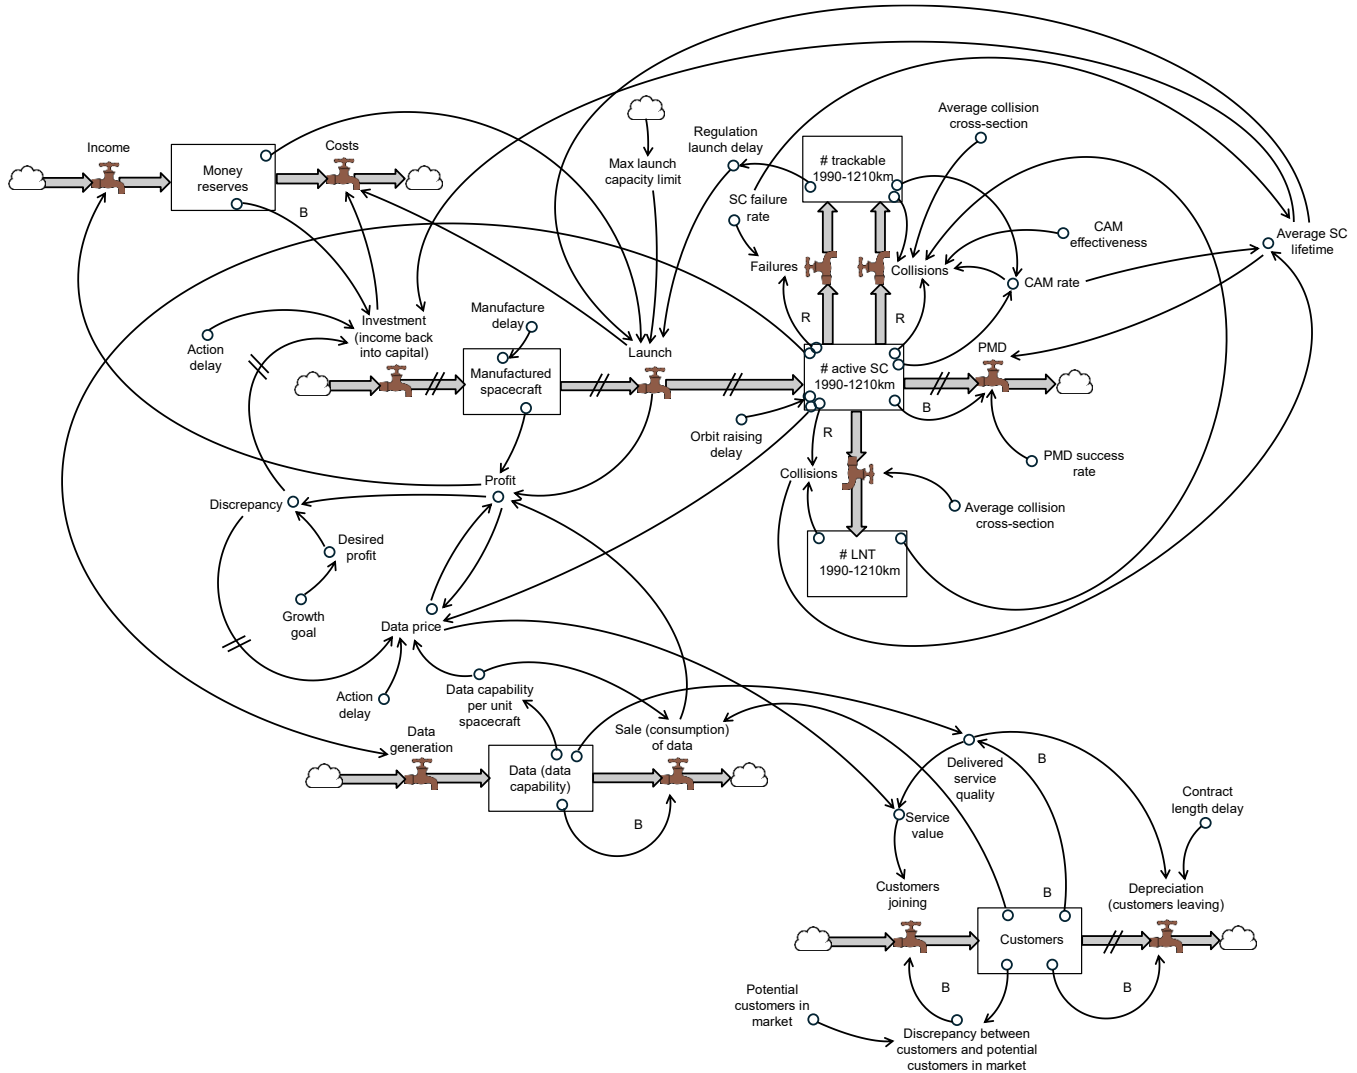 Average collision
cross-section
Income
Costs
Regulation
launch delay
Money
reserves
Max launch
capacity limit
# trackable
1990-1210km
SC failure
rate
CAM
effectiveness
Average SC
lifetime
B
Failures
Collisions
CAM rate
Manufacture
delay
Investment
(income back
into capital)
R
R
Action
delay
Launch
PMD
Manufactured
spacecraft
# active SC
1990-1210km
B
Orbit raising
delay
R
PMD success
rate
Collisions
Profit
Discrepancy
Average collision
cross-section
Desired
profit
# LNT
1990-1210km
Growth
goal
Data price
Action
delay
Data capability
per unit
spacecraft
Sale (consumption)
of data
Data
generation
Delivered
service
quality
B
Data (data
capability)
Contract
length delay
B
Service
value
Customers
joining
B
Depreciation
(customers leaving)
Customers
Potential
customers in
market
B
B
Discrepancy between
customers and potential
customers in market